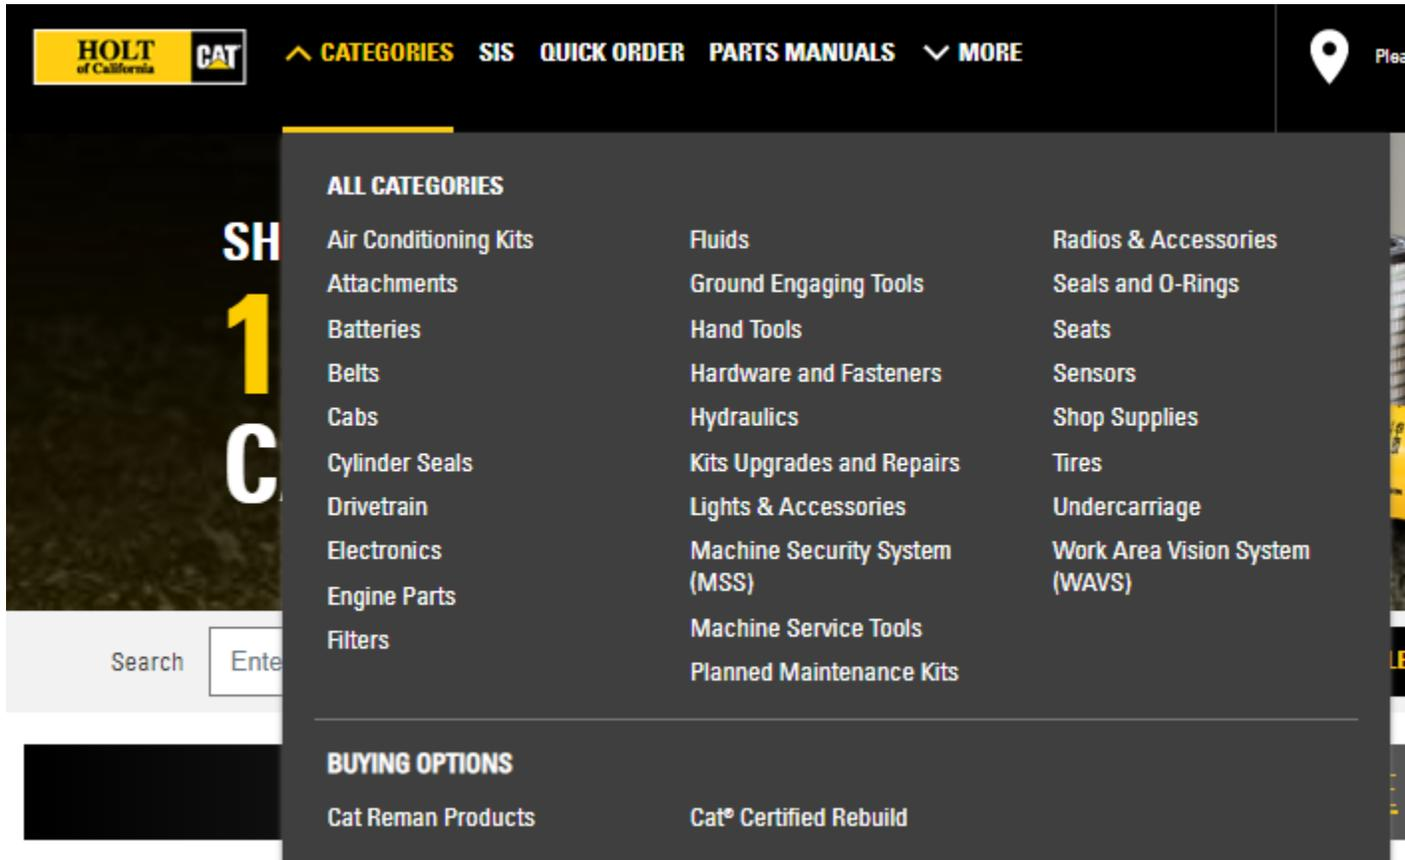 HOLT
of California
CAT
CATEGORIES SIS QUICK ORDER PARTS MANUALS MORE
ALL CATEGORIES
Air Conditioning Kits
Attachments
Batteries
Belts
Cabs
Cylinder Seals
Drivetrain
Electronics
Engine Parts
Filters
Fluids
Ground Engaging Tools
Hand Tools
Hardware and Fasteners
Hydraulics
Kits Upgrades and Repairs
Lights & Accessories
Machine Security System
(MSS)
Machine Service Tools
Planned Maintenance Kits
Radios & Accessories
Seals and O-Rings
Seats
Sensors
Shop Supplies
Tires
Undercarriage
Work Area Vision System
(WAVS)
BUYING OPTIONS
Cat Reman Products
Cat® Certified Rebuild
SH
1
C
Search
Ente